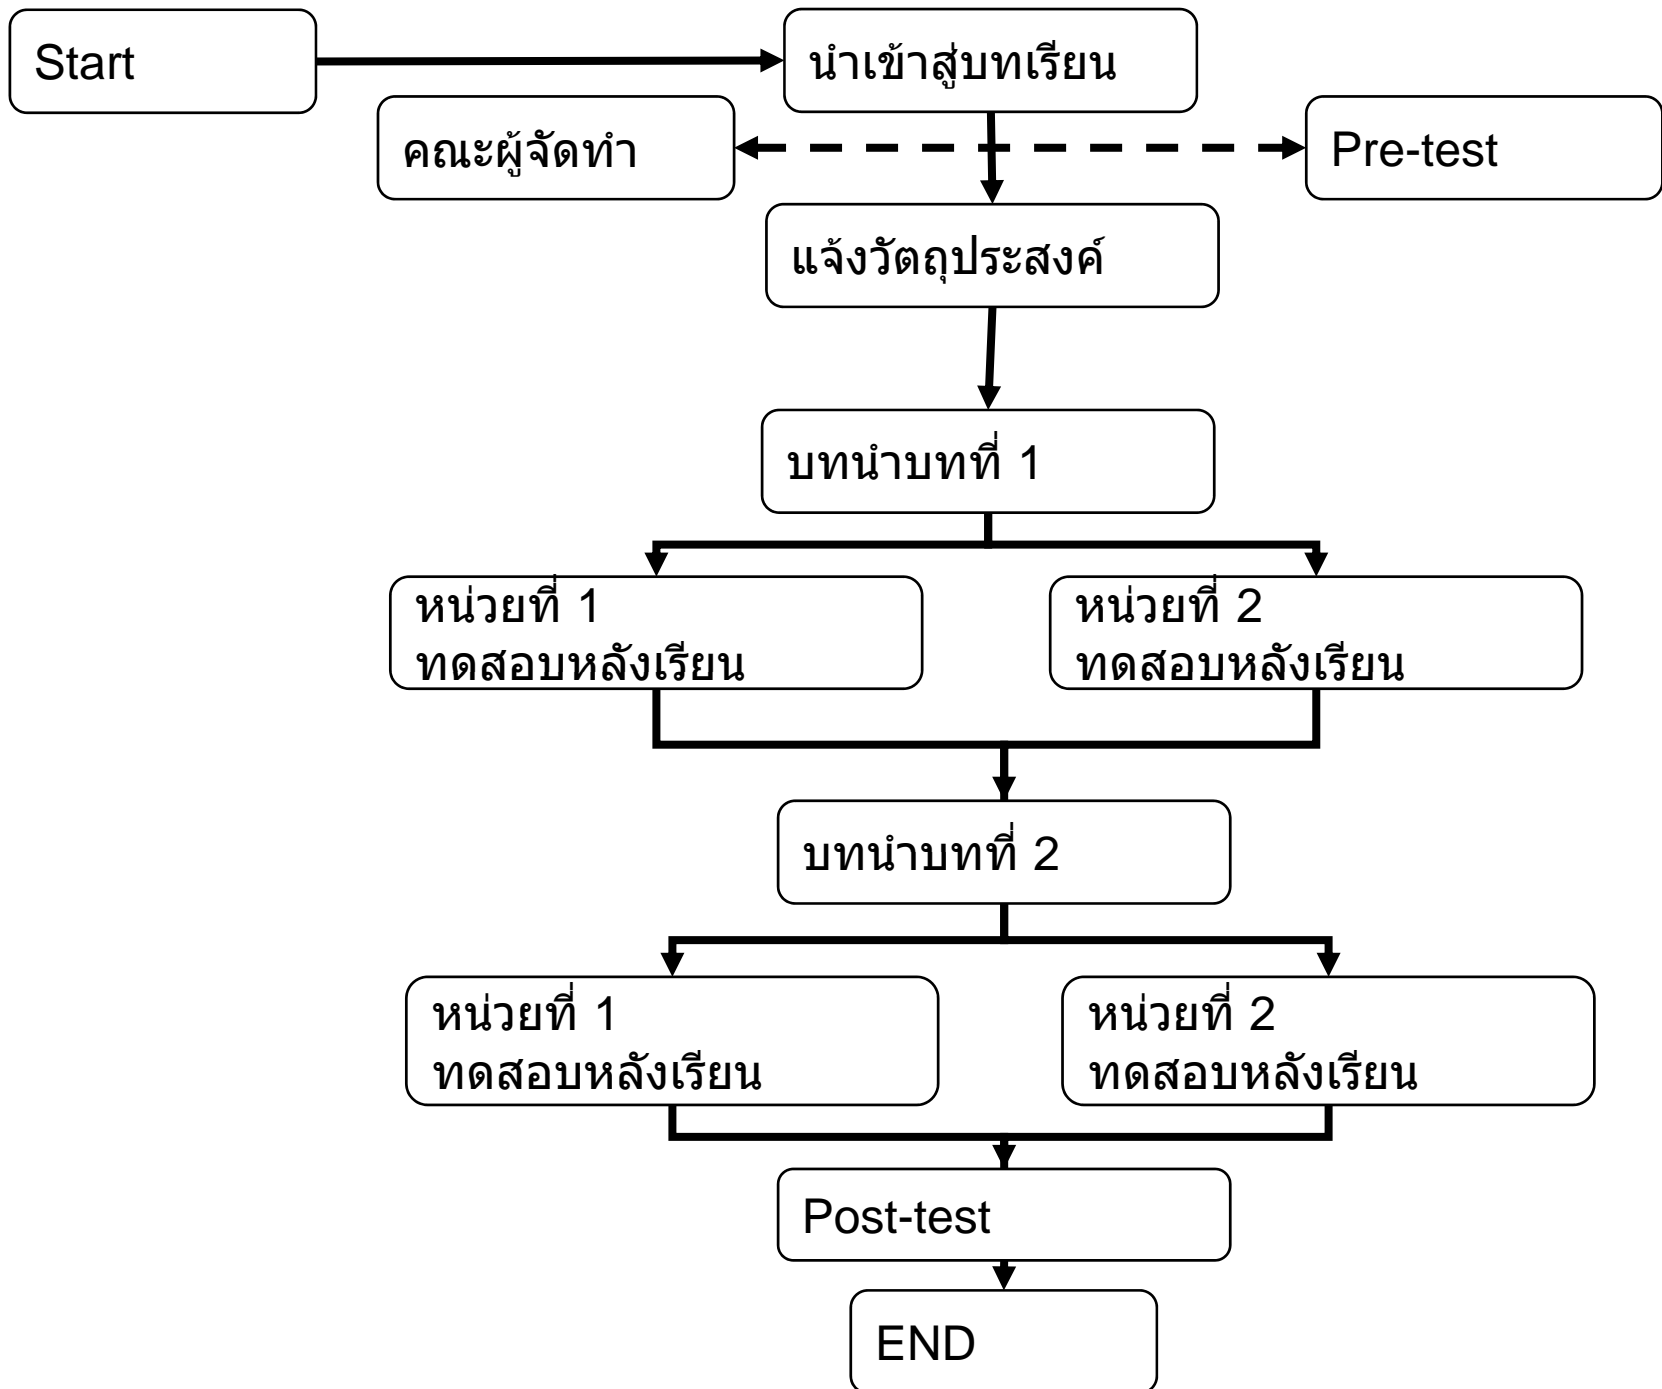 Start
นำเข้าสู่บทเรียน
คณะผู้จัดทำ
Pre-test
แจ้งวัตถุประสงค์
บทนำบทที่ 1
หน่วยที่ 1
ทดสอบหลังเรียน
หน่วยที่ 2
ทดสอบหลังเรียน
บทนำบทที่ 2
หน่วยที่ 1
ทดสอบหลังเรียน
หน่วยที่ 2
ทดสอบหลังเรียน
Post-test
END